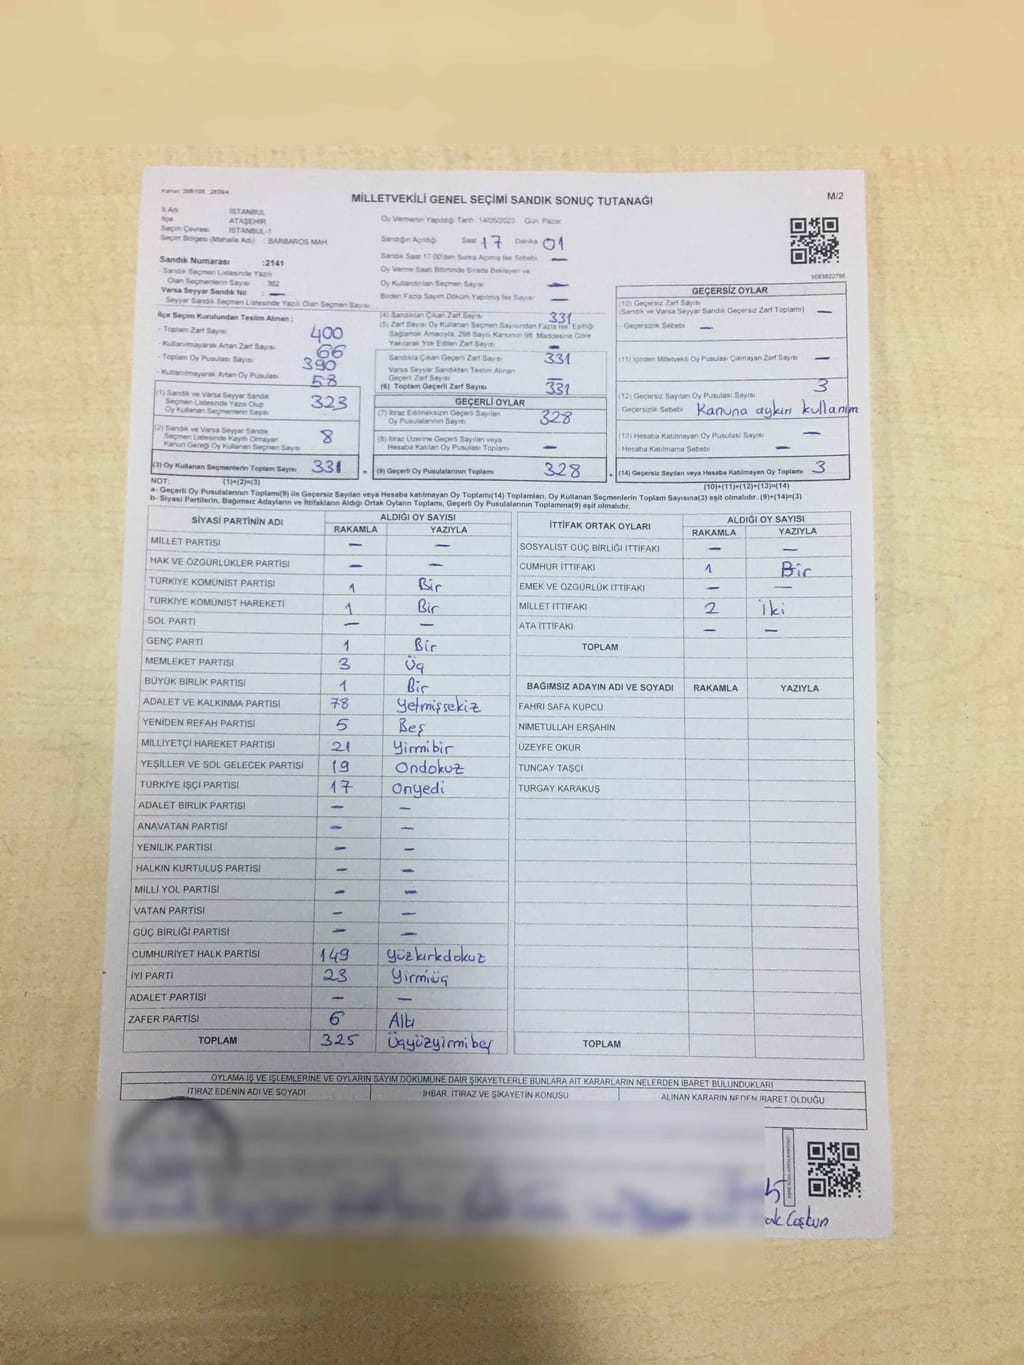 MİLLETVEKİLİ GENEL SEÇİMİ SANDIK SONUÇ TUTANAĞI
M/2
İl Adı İSTANBUL
İlçe ATAŞEHİR
Seçim Çevresi İSTANBUL-1
Seçim Bölgesi (Mahalle Adı) BARBAROS MAH.
Oy Vermenin Yapıldığı Tarih 14/05/2023 Gün Pazar
Sandığın Açıldığı Saat 17 Dakika 01
Sandık Saat 17:00'den Sonra Açılmış İse Sebebi —
Oy Verme Saati Bitiminde Sırada Bekleyen ve
Oy Kullandırılan Seçmen Sayısı —
Birden Fazla Sayım Döküm Yapılmış İse Sayısı —
Sandık Numarası :2141
- Sandık Seçmen Listesinde Yazılı
Olan Seçmenlerin Sayısı 362
Varsa Seyyar Sandık No : —
- Seyyar Sandık Seçmen Listesinde Yazılı Olan Seçmen Sayısı
İlçe Seçim Kurulundan Teslim Alınan ;
- Toplam Zarf Sayısı 400
- Kullanılmayarak Artan Zarf Sayısı 66
- Toplam Oy Pusulası Sayısı 390
- Kullanılmayarak Artan Oy Pusulası 58
(1) Sandık ve Varsa Seyyar Sandık
Seçmen Listesinde Yazılı Olup
Oy Kullanan Seçmenlerin Sayısı 323
(2) Sandık ve Varsa Seyyar Sandık
Seçmen Listesinde Kayıtlı Olmayan
Kanun Gereği Oy Kullanan Seçmen Sayısı 8
(3) Oy Kullanan Seçmenlerin Toplam Sayısı 331
(1)+(2)=(3)
(4) Sandıktan Çıkan Zarf Sayısı 331
(5) Zarf Sayısı Oy Kullanan Seçmen Sayısından Fazla İse, Eşitliği
Sağlamak Amacıyla, 298 Sayılı Kanunun 98. Maddesine Göre
Yakılarak Yok Edilen Zarf Sayısı —
Sandıkta Çıkan Geçerli Zarf Sayısı 331
Varsa Seyyar Sandıktan Teslim Alınan
Geçerli Zarf Sayısı —
(6) Toplam Geçerli Zarf Sayısı 331
GEÇERLİ OYLAR
(7) İtiraz Edilmeksizin Geçerli Sayılan
Oy Pusulalarının Sayısı 328
(8) İtiraz Üzerine Geçerli Sayılan veya
Hesaba Katılan Oy Pusulası Toplamı —
(9) Geçerli Oy Pusulalarının Toplamı 328
1093822756
GEÇERSİZ OYLAR
(10) Geçersiz Zarf Sayısı
(Sandık ve Varsa Seyyar Sandık Geçersiz Zarf Toplamı) —
Geçersizlik Sebebi —
(11) İçinden Milletvekili Oy Pusulası Çıkmayan Zarf Sayısı —
(12) Geçersiz Sayılan Oy Pusulası Sayısı 3
Geçersizlik Sebebi Kanuna aykırı kullanım
(13) Hesaba Katılmayan Oy Pusulası Sayısı —
Hesaba Katılmama Sebebi —
(14) Geçersiz Sayılan veya Hesaba Katılmayan Oy Toplamı 3
(10)+(11)+(12)+(13)=(14)
NOT:
a- Geçerli Oy Pusulalarının Toplamı(9) ile Geçersiz Sayılan veya Hesaba katılmayan Oy Toplamı(14) Toplamları, Oy Kullanan Seçmenlerin Toplam Sayısına(3) eşit olmalıdır. (9)+(14)=(3)
b- Siyasi Partilerin, Bağımsız Adayların ve İttifakların Aldığı Ortak Oyların Toplamı, Geçerli Oy Pusulalarının Toplamına(9) eşit olmalıdır.
SİYASİ PARTİNİN ADI ALDIĞI OY SAYISI
RAKAMLA YAZIYLA
MİLLET PARTİSİ — —
HAK VE ÖZGÜRLÜKLER PARTİSİ — —
TÜRKİYE KOMÜNİST PARTİSİ 1 Bir
TÜRKİYE KOMÜNİST HAREKETİ 1 Bir
SOL PARTİ — —
GENÇ PARTİ 1 Bir
MEMLEKET PARTİSİ 3 Üç
BÜYÜK BİRLİK PARTİSİ 1 Bir
ADALET VE KALKINMA PARTİSİ 78 Yetmişsekiz
YENİDEN REFAH PARTİSİ 5 Beş
MİLLİYETÇİ HAREKET PARTİSİ 21 Yirmibir
YEŞİLLER VE SOL GELECEK PARTİSİ 19 Ondokuz
TÜRKİYE İŞÇİ PARTİSİ 17 Onyedi
ADALET BİRLİK PARTİSİ — —
ANAVATAN PARTİSİ — —
YENİLİK PARTİSİ — —
HALKIN KURTULUŞ PARTİSİ — —
MİLLİ YOL PARTİSİ — —
VATAN PARTİSİ — —
GÜÇ BİRLİĞİ PARTİSİ — —
CUMHURİYET HALK PARTİSİ 149 Yüzkırkdokuz
İYİ PARTİ 23 Yirmiüç
ADALET PARTİSİ — —
ZAFER PARTİSİ 6 Altı
TOPLAM 325 Üçyüzyirmibeş
İTTİFAK ORTAK OYLARI ALDIĞI OY SAYISI
RAKAMLA YAZIYLA
SOSYALİST GÜÇ BİRLİĞİ İTTİFAKI — —
CUMHUR İTTİFAKI 1 Bir
EMEK VE ÖZGÜRLÜK İTTİFAKI — —
MİLLET İTTİFAKI 2 İki
ATA İTTİFAKI — —
TOPLAM
BAĞIMSIZ ADAYIN ADI VE SOYADI RAKAMLA YAZIYLA
FAHRİ SAFA KUPCU
NİMETULLAH ERŞAHİN
ÜZEYFE OKUR
TUNCAY TAŞÇI
TURGAY KARAKUŞ
TOPLAM
OYLAMA İŞ VE İŞLEMLERİNE VE OYLARIN SAYIM DÖKÜMÜNE DAİR ŞİKAYETLERLE BUNLARA AİT KARARLARIN NELERDEN İBARET BULUNDUKLARI
İTİRAZ EDENİN ADI VE SOYADI İHBAR, İTİRAZ VE ŞİKAYETİN KONUSU ALINAN KARARIN NEDEN İBARET OLDUĞU
Coşkun